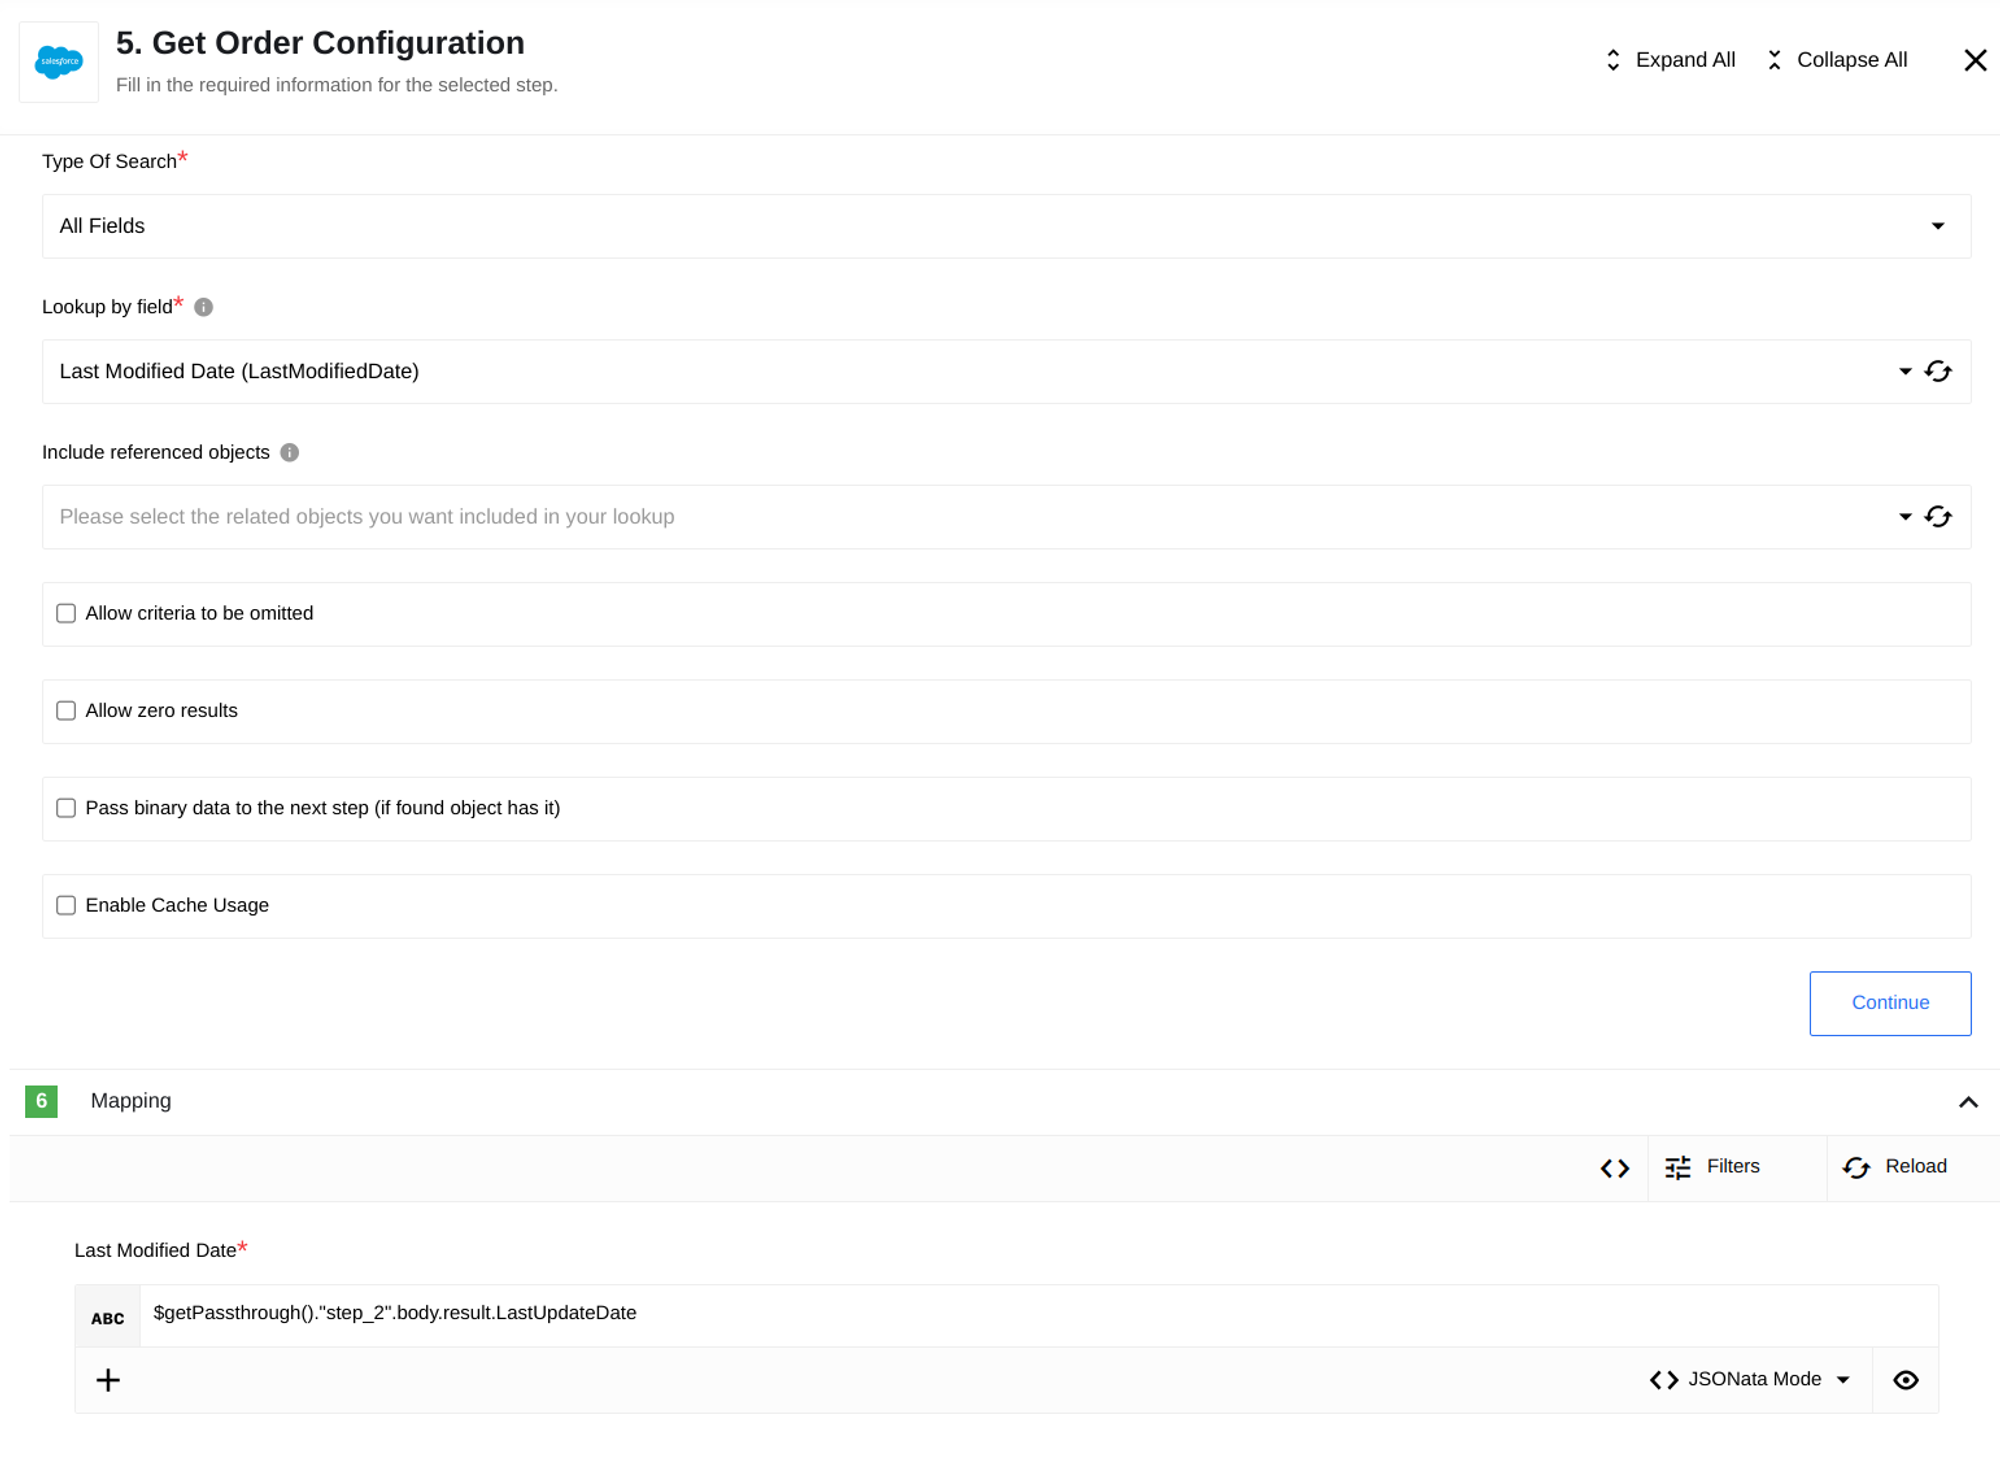 salesforce
5. Get Order Configuration
Fill in the required information for the selected step.
Expand All
Collapse All
Type Of Search*
All Fields
Lookup by field*
Last Modified Date (LastModifiedDate)
Include referenced objects
Please select the related objects you want included in your lookup
Allow criteria to be omitted
Allow zero results
Pass binary data to the next step (if found object has it)
Enable Cache Usage
Continue
6 Mapping
Filters
Reload
Last Modified Date*
ABC $getPassthrough()."step_2".body.result.LastUpdateDate
JSONata Mode